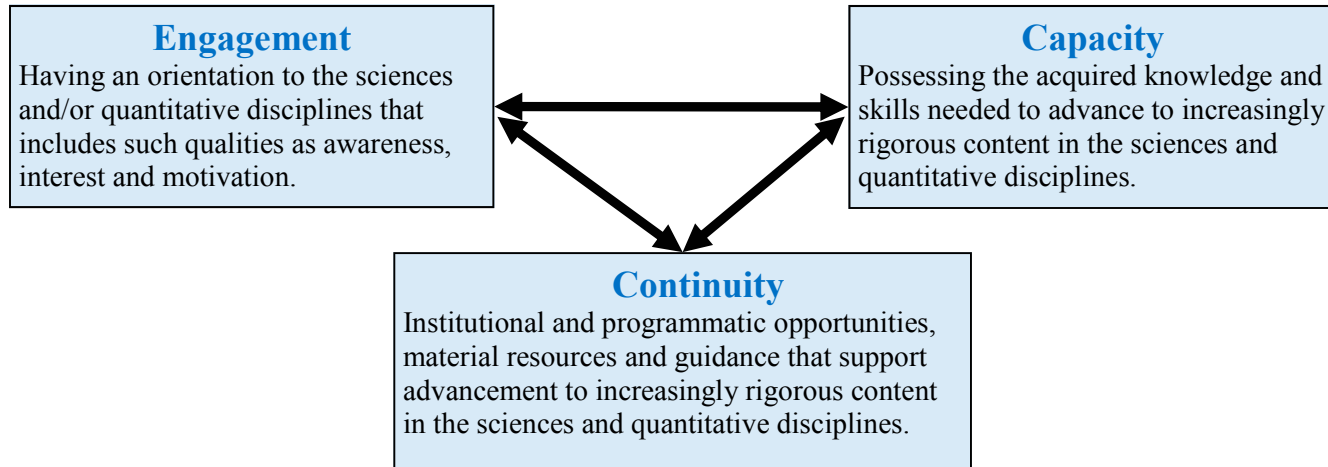 Engagement
Having an orientation to the sciences
and/or quantitative disciplines that
includes such qualities as awareness,
interest and motivation.
Capacity
Possessing the acquired knowledge and
skills needed to advance to increasingly
rigorous content in the sciences and
quantitative disciplines.
Continuity
Institutional and programmatic opportunities,
material resources and guidance that support
advancement to increasingly rigorous content
in the sciences and quantitative disciplines.